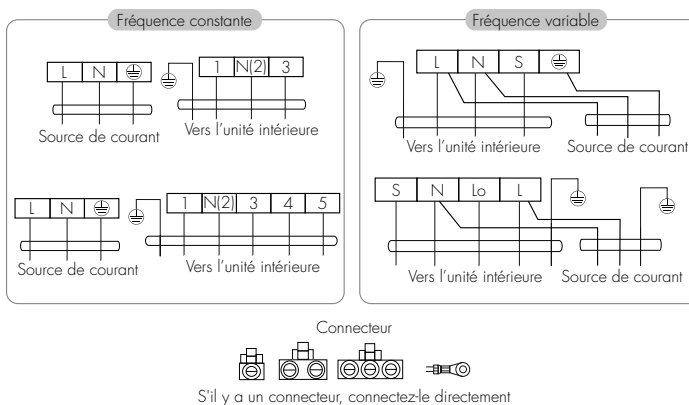 Fréquence constante
L N
1 N(2) 3
Source de courant
Vers l'unité intérieure
L N
1 N(2) 3 4 5
Source de courant
Vers l'unité intérieure
Fréquence variable
L N S
Vers l'unité intérieure
Source de courant
S N Lo L
Vers l'unité intérieure
Source de courant
Connecteur
S'il y a un connecteur, connectez-le directement